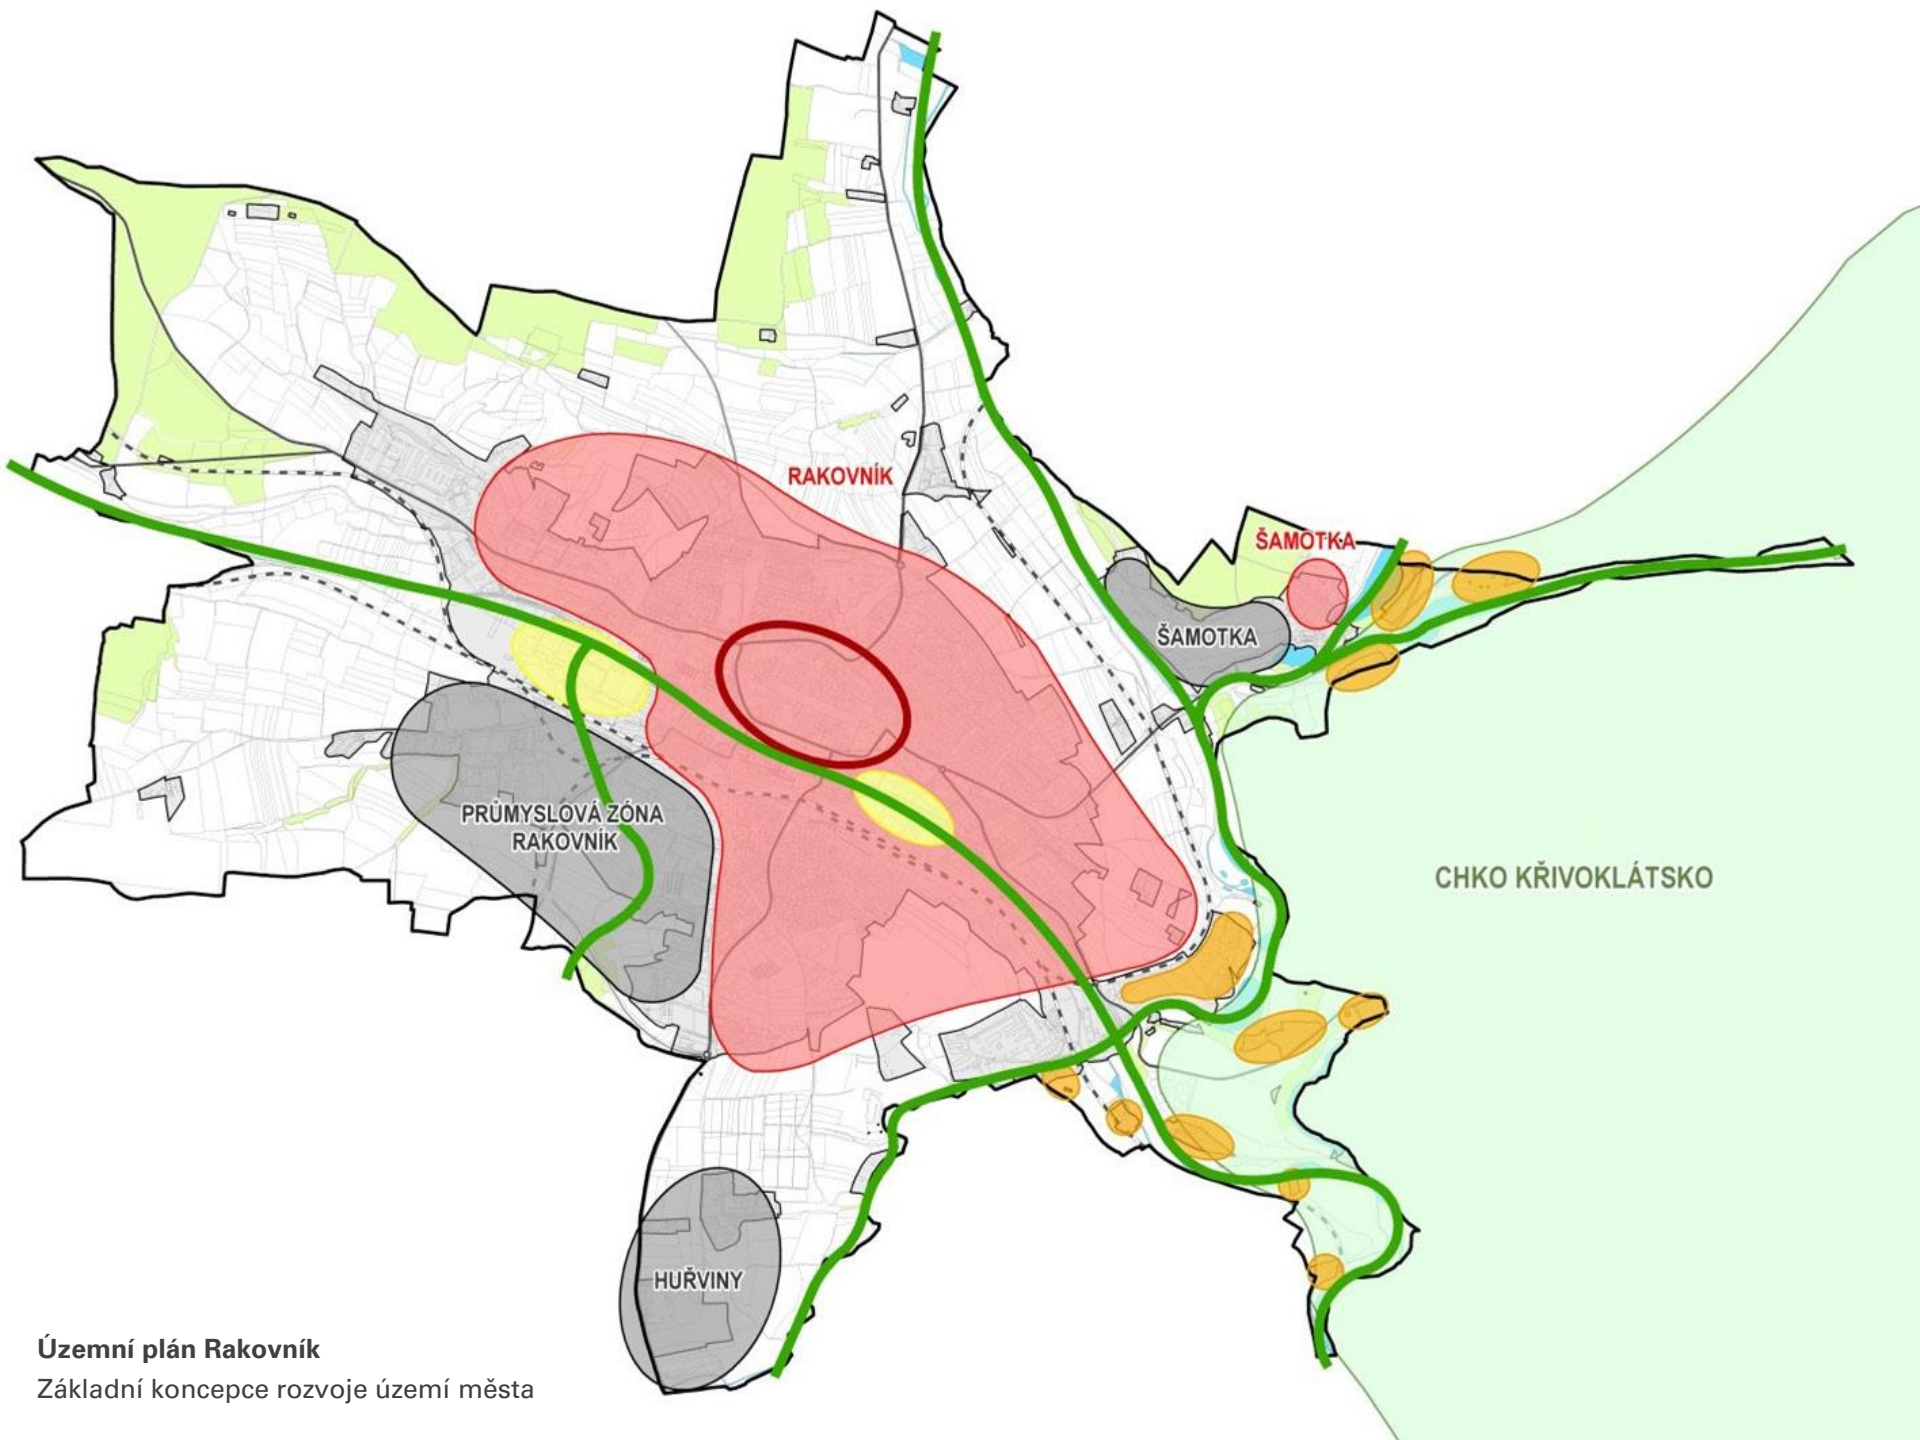 RAKOVNÍK
ŠAMOTKA
ŠAMOTKA
PRŮMYSLOVÁ ZÓNA
RAKOVNÍK
CHKO KŘIVOKLÁTSKO
HUŘVINY
Územní plán Rakovník
Základní koncepce rozvoje území města